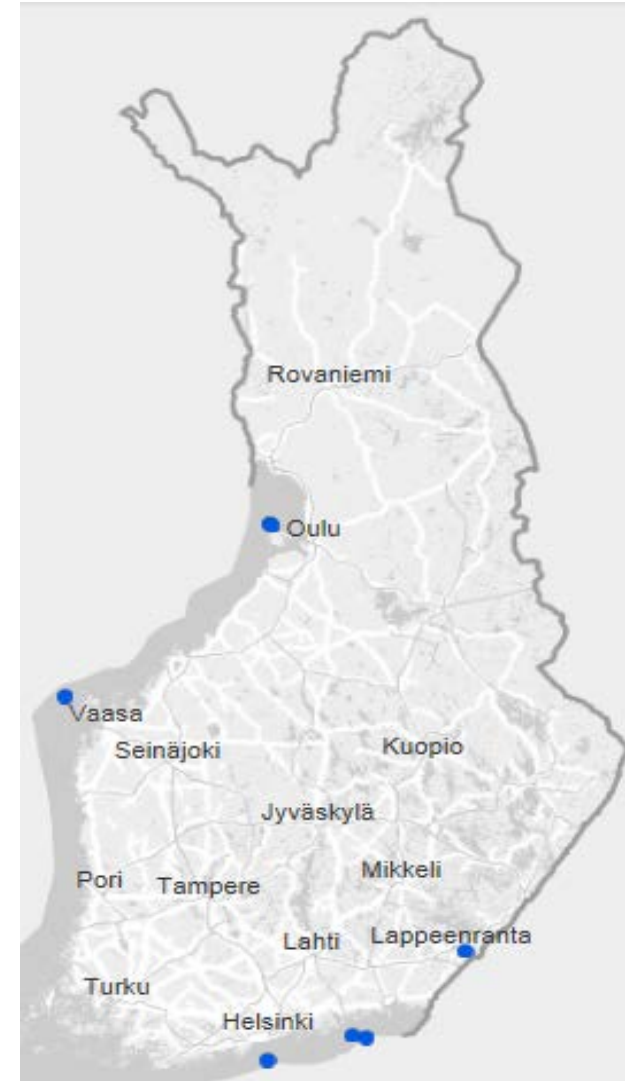 Rovaniemi
Oulu
Vaasa
Seinäjoki
Kuopio
Jyväskylä
Mikkeli
Pori
Tampere
Lappeenranta
Lahti
Turku
Helsinki